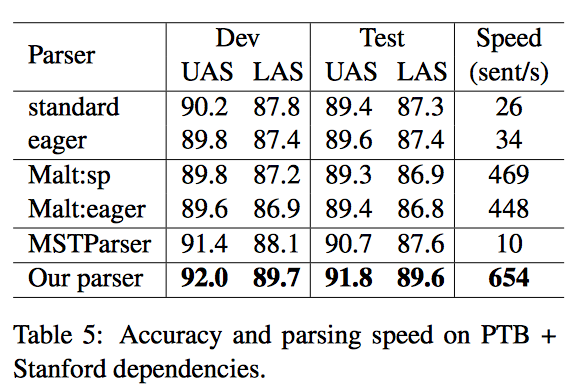 Parser Dev Test Speed
UAS LAS UAS LAS (sent/s)
standard 90.2 87.8 89.4 87.3 26
eager 89.8 87.4 89.6 87.4 34
Malt:sp 89.8 87.2 89.3 86.9 469
Malt:eager 89.6 86.9 89.4 86.8 448
MSTParser 91.4 88.1 90.7 87.6 10
Our parser 92.0 89.7 91.8 89.6 654
Table 5: Accuracy and parsing speed on PTB +
Stanford dependencies.